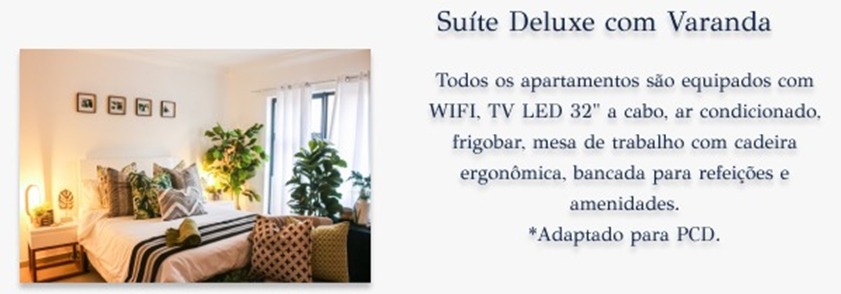 Suíte Deluxe com Varanda
Todos os apartamentos são equipados com
WIFI, TV LED 32" a cabo, ar condicionado,
frigobar, mesa de trabalho com cadeira
ergonômica, bancada para refeições e
amenidades.
*Adaptado para PCD.